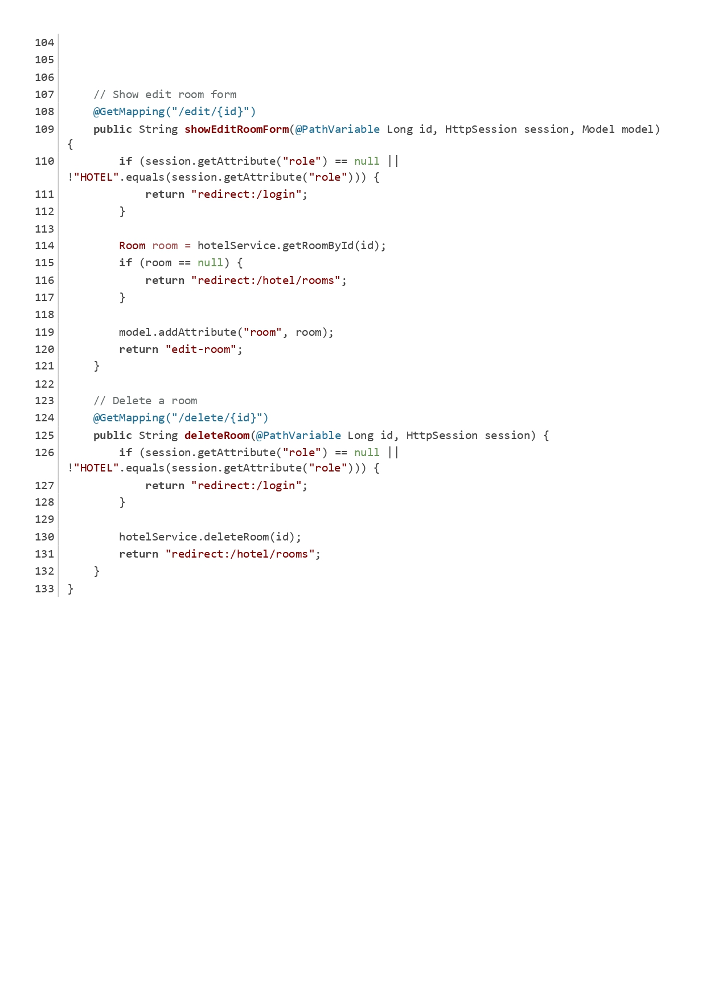 104
105
106
107     // Show edit room form
108     @GetMapping("/edit/{id}")
109     public String showEditRoomForm(@PathVariable Long id, HttpSession session, Model model)
{
110         if (session.getAttribute("role") == null ||
!"HOTEL".equals(session.getAttribute("role"))) {
111             return "redirect:/login";
112         }
113
114         Room room = hotelService.getRoomById(id);
115         if (room == null) {
116             return "redirect:/hotel/rooms";
117         }
118
119         model.addAttribute("room", room);
120         return "edit-room";
121     }
122
123     // Delete a room
124     @GetMapping("/delete/{id}")
125     public String deleteRoom(@PathVariable Long id, HttpSession session) {
126         if (session.getAttribute("role") == null ||
!"HOTEL".equals(session.getAttribute("role"))) {
127             return "redirect:/login";
128         }
129
130         hotelService.deleteRoom(id);
131         return "redirect:/hotel/rooms";
132     }
133 }